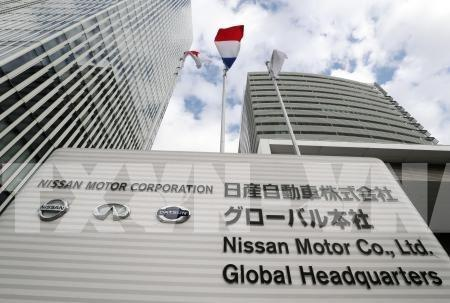 NISSAN MOTOR CORPORATION
NISSAN
DATSUN
日産自動車株式会社
グローバル本社
Nissan Motor Co., Ltd.
Global Headquarters